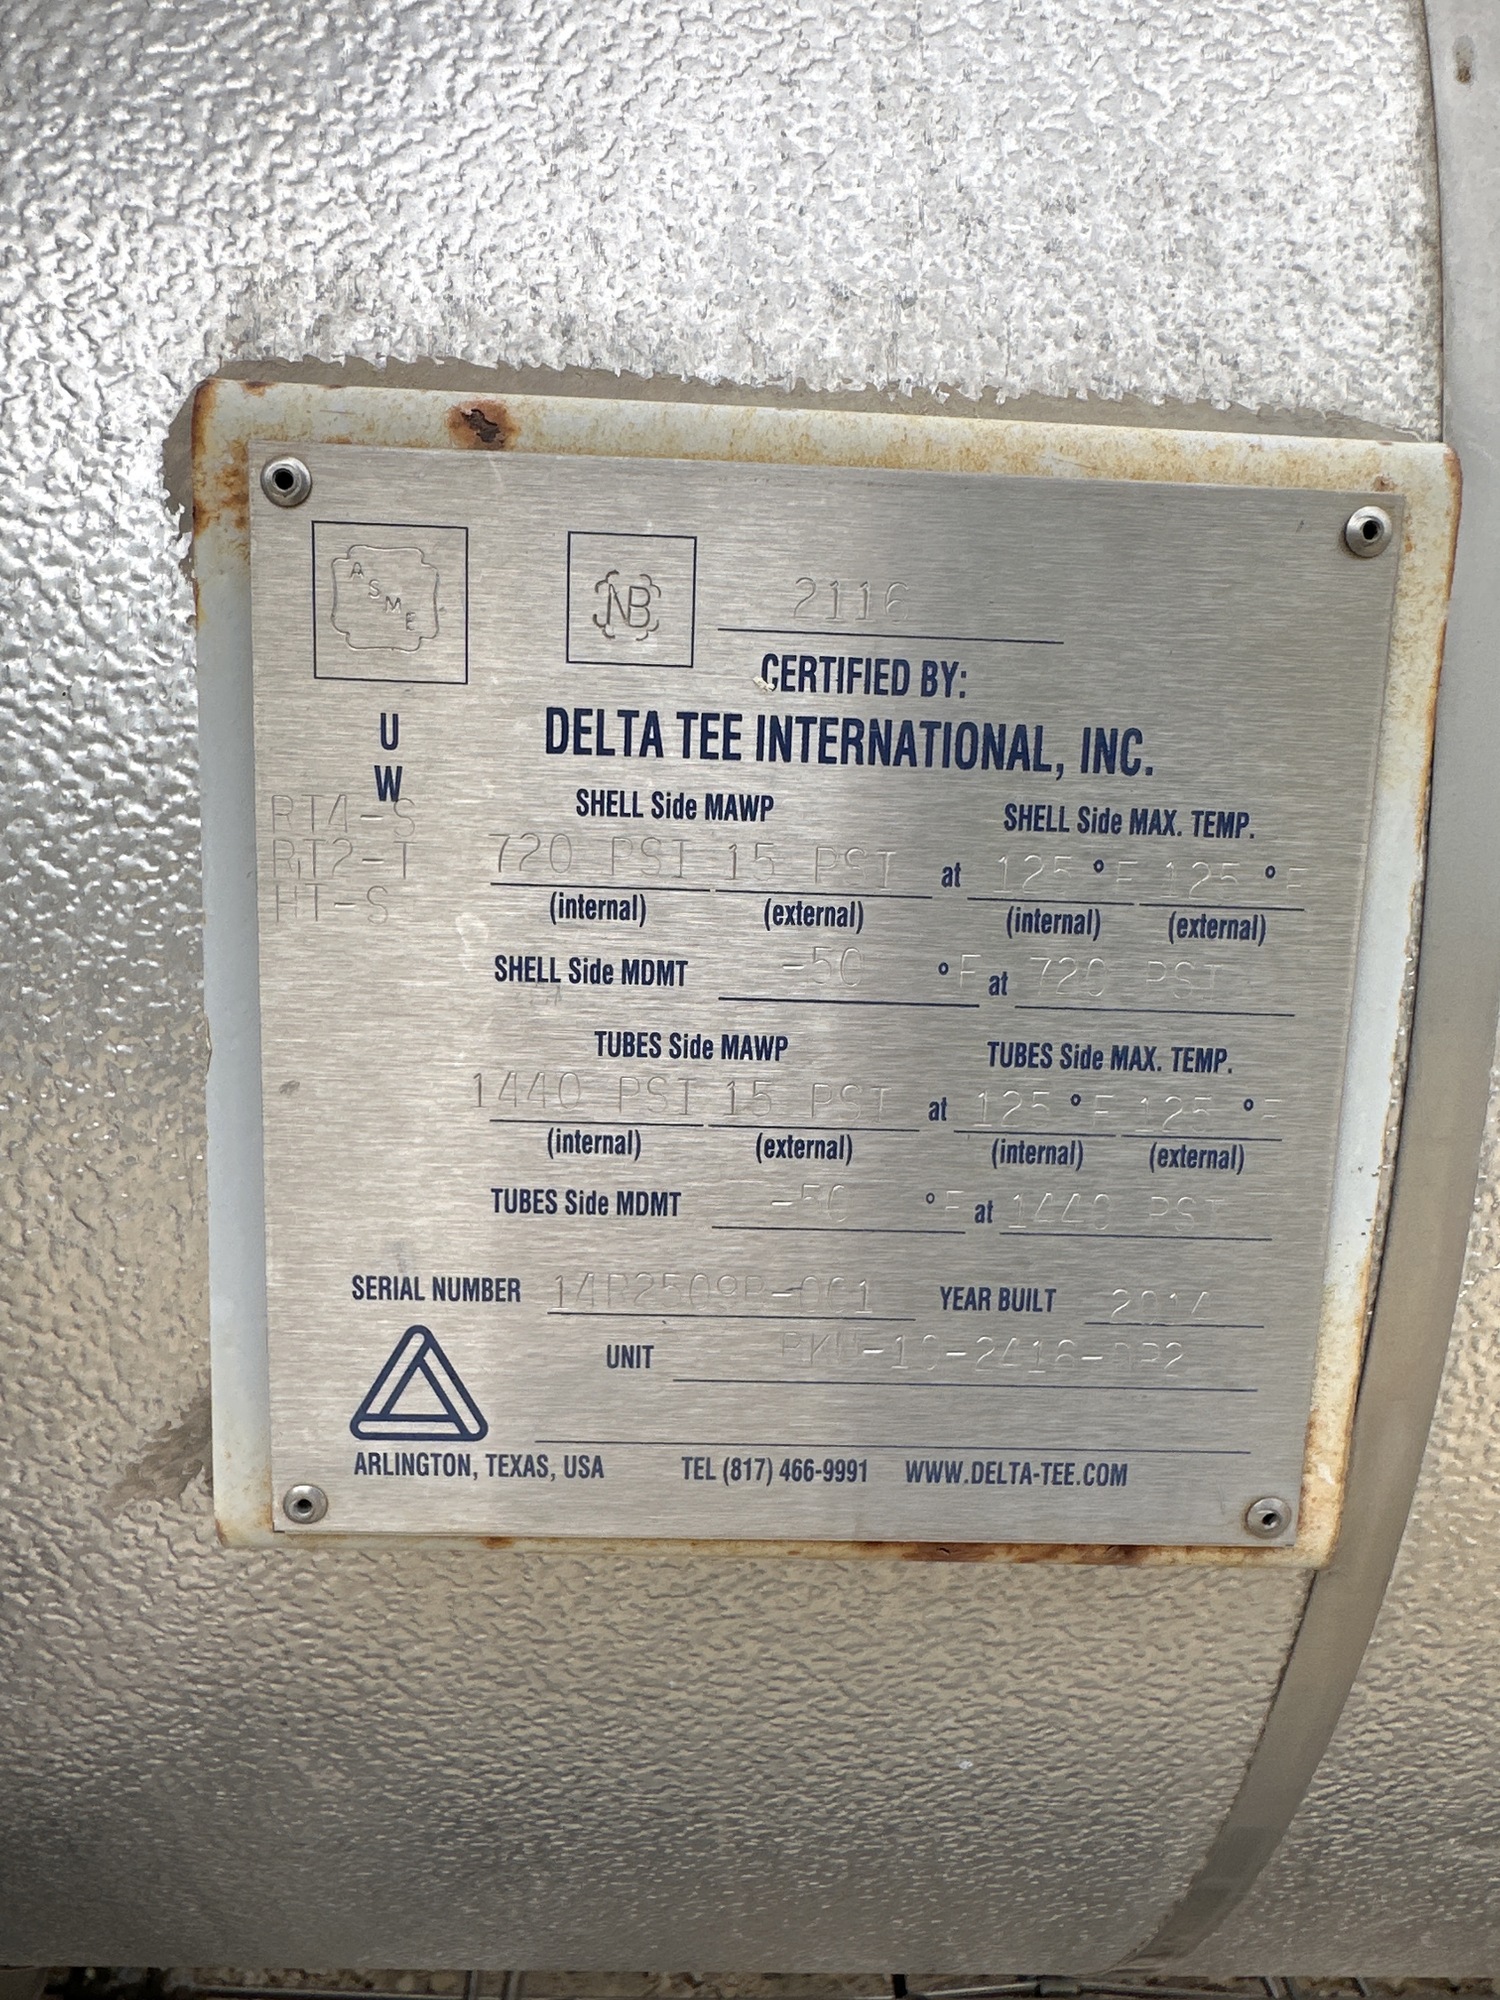 ASME NB 2116
CERTIFIED BY:
U DELTA TEE INTERNATIONAL, INC.
W SHELL Side MAWP SHELL Side MAX. TEMP.
RT4-S
RT2-T 720 PSI 15 PSI at 125 °F 125 °F
HT-S (internal) (external) (internal) (external)
SHELL Side MDMT -50 °F at 720 PSI
TUBES Side MAWP TUBES Side MAX. TEMP.
1440 PSI 15 PSI at 125 °F 125 °F
(internal) (external) (internal) (external)
TUBES Side MDMT -50 °F at 1440 PSI
SERIAL NUMBER YEAR BUILT 2014
UNIT
ARLINGTON, TEXAS, USA TEL (817) 466-9991 WWW.DELTA-TEE.COM